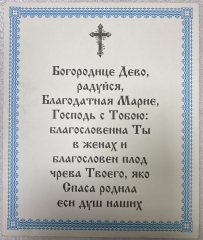 Богородице Дево,
радуйся,
Благодатная Марие,
Господь с Тобою:
благословенна Ты
в женах и
благословен плод
чрева Твоего, яко
Спаса родила
еси душ наших